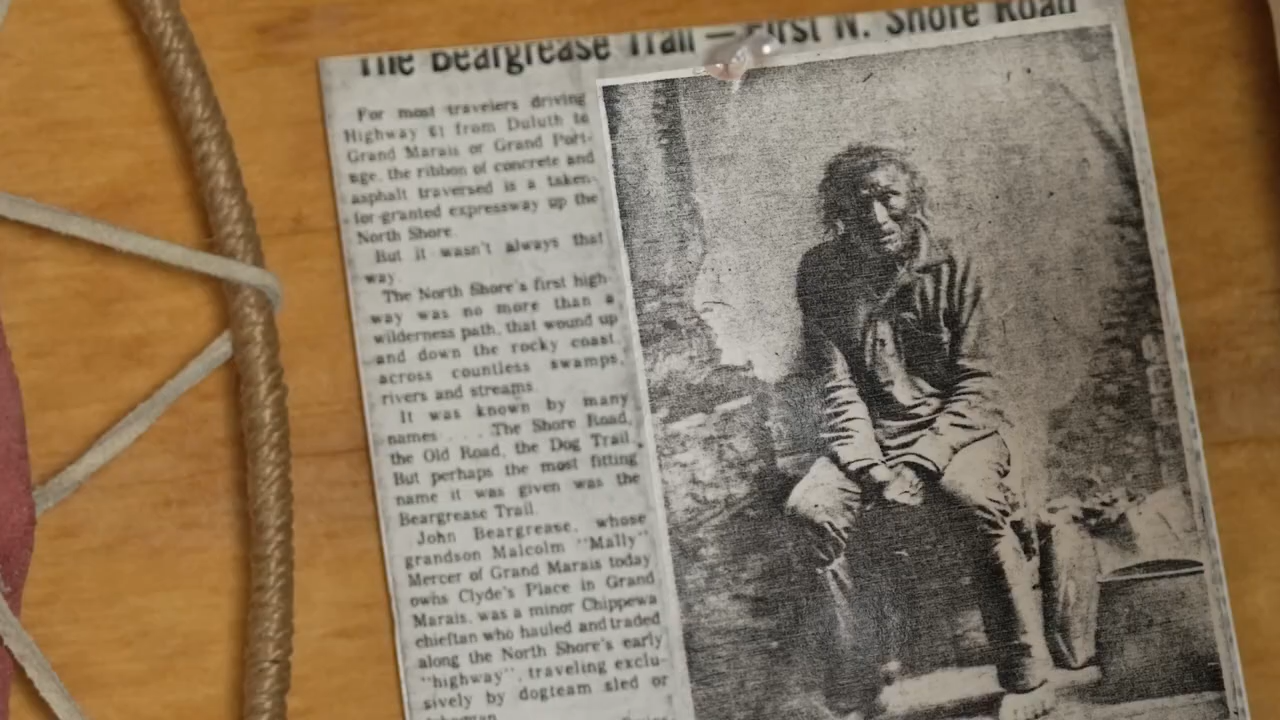 The Beargrease Trail — First N. Shore Road
For most travelers driving
Highway 61 from Duluth to
Grand Marais or Grand Port-
age, the ribbon of concrete and
asphalt traversed is a taken-
for-granted expressway up the
North Shore.
But it wasn't always that
way.
The North Shore's first high-
way was no more than a
wilderness path, that wound up
and down the rocky coast,
across countless swamps,
rivers and streams.
It was known by many
names . . . The Shore Road,
the Old Road, the Dog Trail.
But perhaps the most fitting
name it was given was the
Beargrease Trail.
John Beargrease, whose
grandson Malcolm "Mally"
Mercer of Grand Marais today
owns Clyde's Place in Grand
Marais, was a minor Chippewa
chieftan who hauled and traded
along the North Shore's early
"highway", traveling exclu-
sively by dogteam sled or